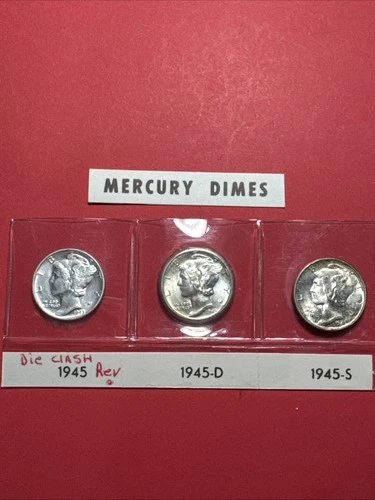 MERCURY DIMES
Die CLASH
1945 Rev
1945-D
1945-S